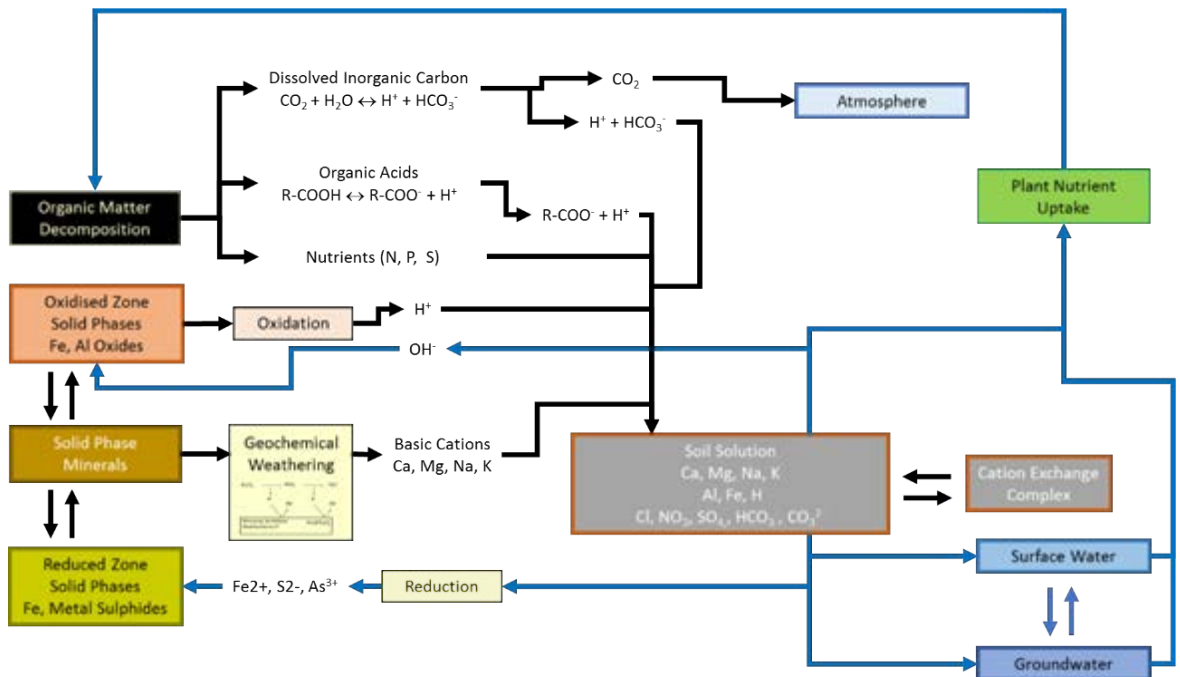 Dissolved Inorganic Carbon
CO₂ + H₂O ↔ H⁺ + HCO₃⁻
CO₂
Atmosphere
H⁺ + HCO₃⁻
Organic Acids
R-COOH ↔ R-COO⁻ + H⁺
R-COO⁻ + H⁺
Plant Nutrient
Uptake
Organic Matter
Decomposition
Nutrients (N, P, S)
Oxidised Zone
Solid Phases
Fe, Al Oxides
Oxidation
H⁺
OH⁻
Solid Phase
Minerals
Geochemical
Weathering
Basic Cations
Ca, Mg, Na, K
Soil Solution
Ca, Mg, Na, K
Al, Fe, H
Cl, NO₃, SO₄, HCO₃, CO₃²
Cation Exchange
Complex
Reduced Zone
Solid Phases
Fe, Metal Sulphides
Fe2+, S2-, As³⁺
Reduction
Surface Water
Groundwater